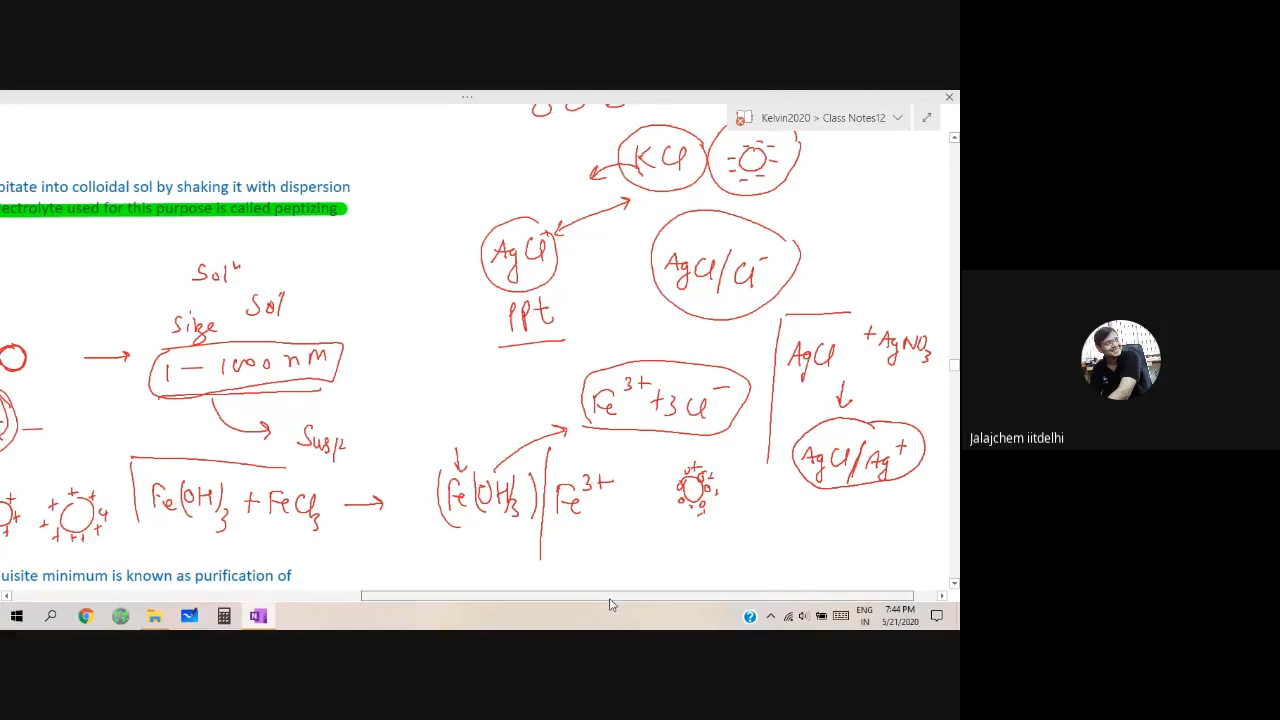 Kelvin2020 > Class Notes12
KCl
pitate into colloidal sol by shaking it with dispersion
lectrolyte used for this purpose is called peptizing
AgCl
AgCl/Cl⁻
Solⁿ
Sol
Size
PPt
1 - 1000 nm
AgCl + AgNO₃
Fe³⁺ + 3Cl⁻
Susp
AgCl/Ag⁺
Fe(OH)₃ + FeCl₃ → (Fe(OH)₃) | Fe³⁺
Jalajchem iitdelhi
uisite minimum is known as purification of
ENG
IN
7:44 PM
5/21/2020